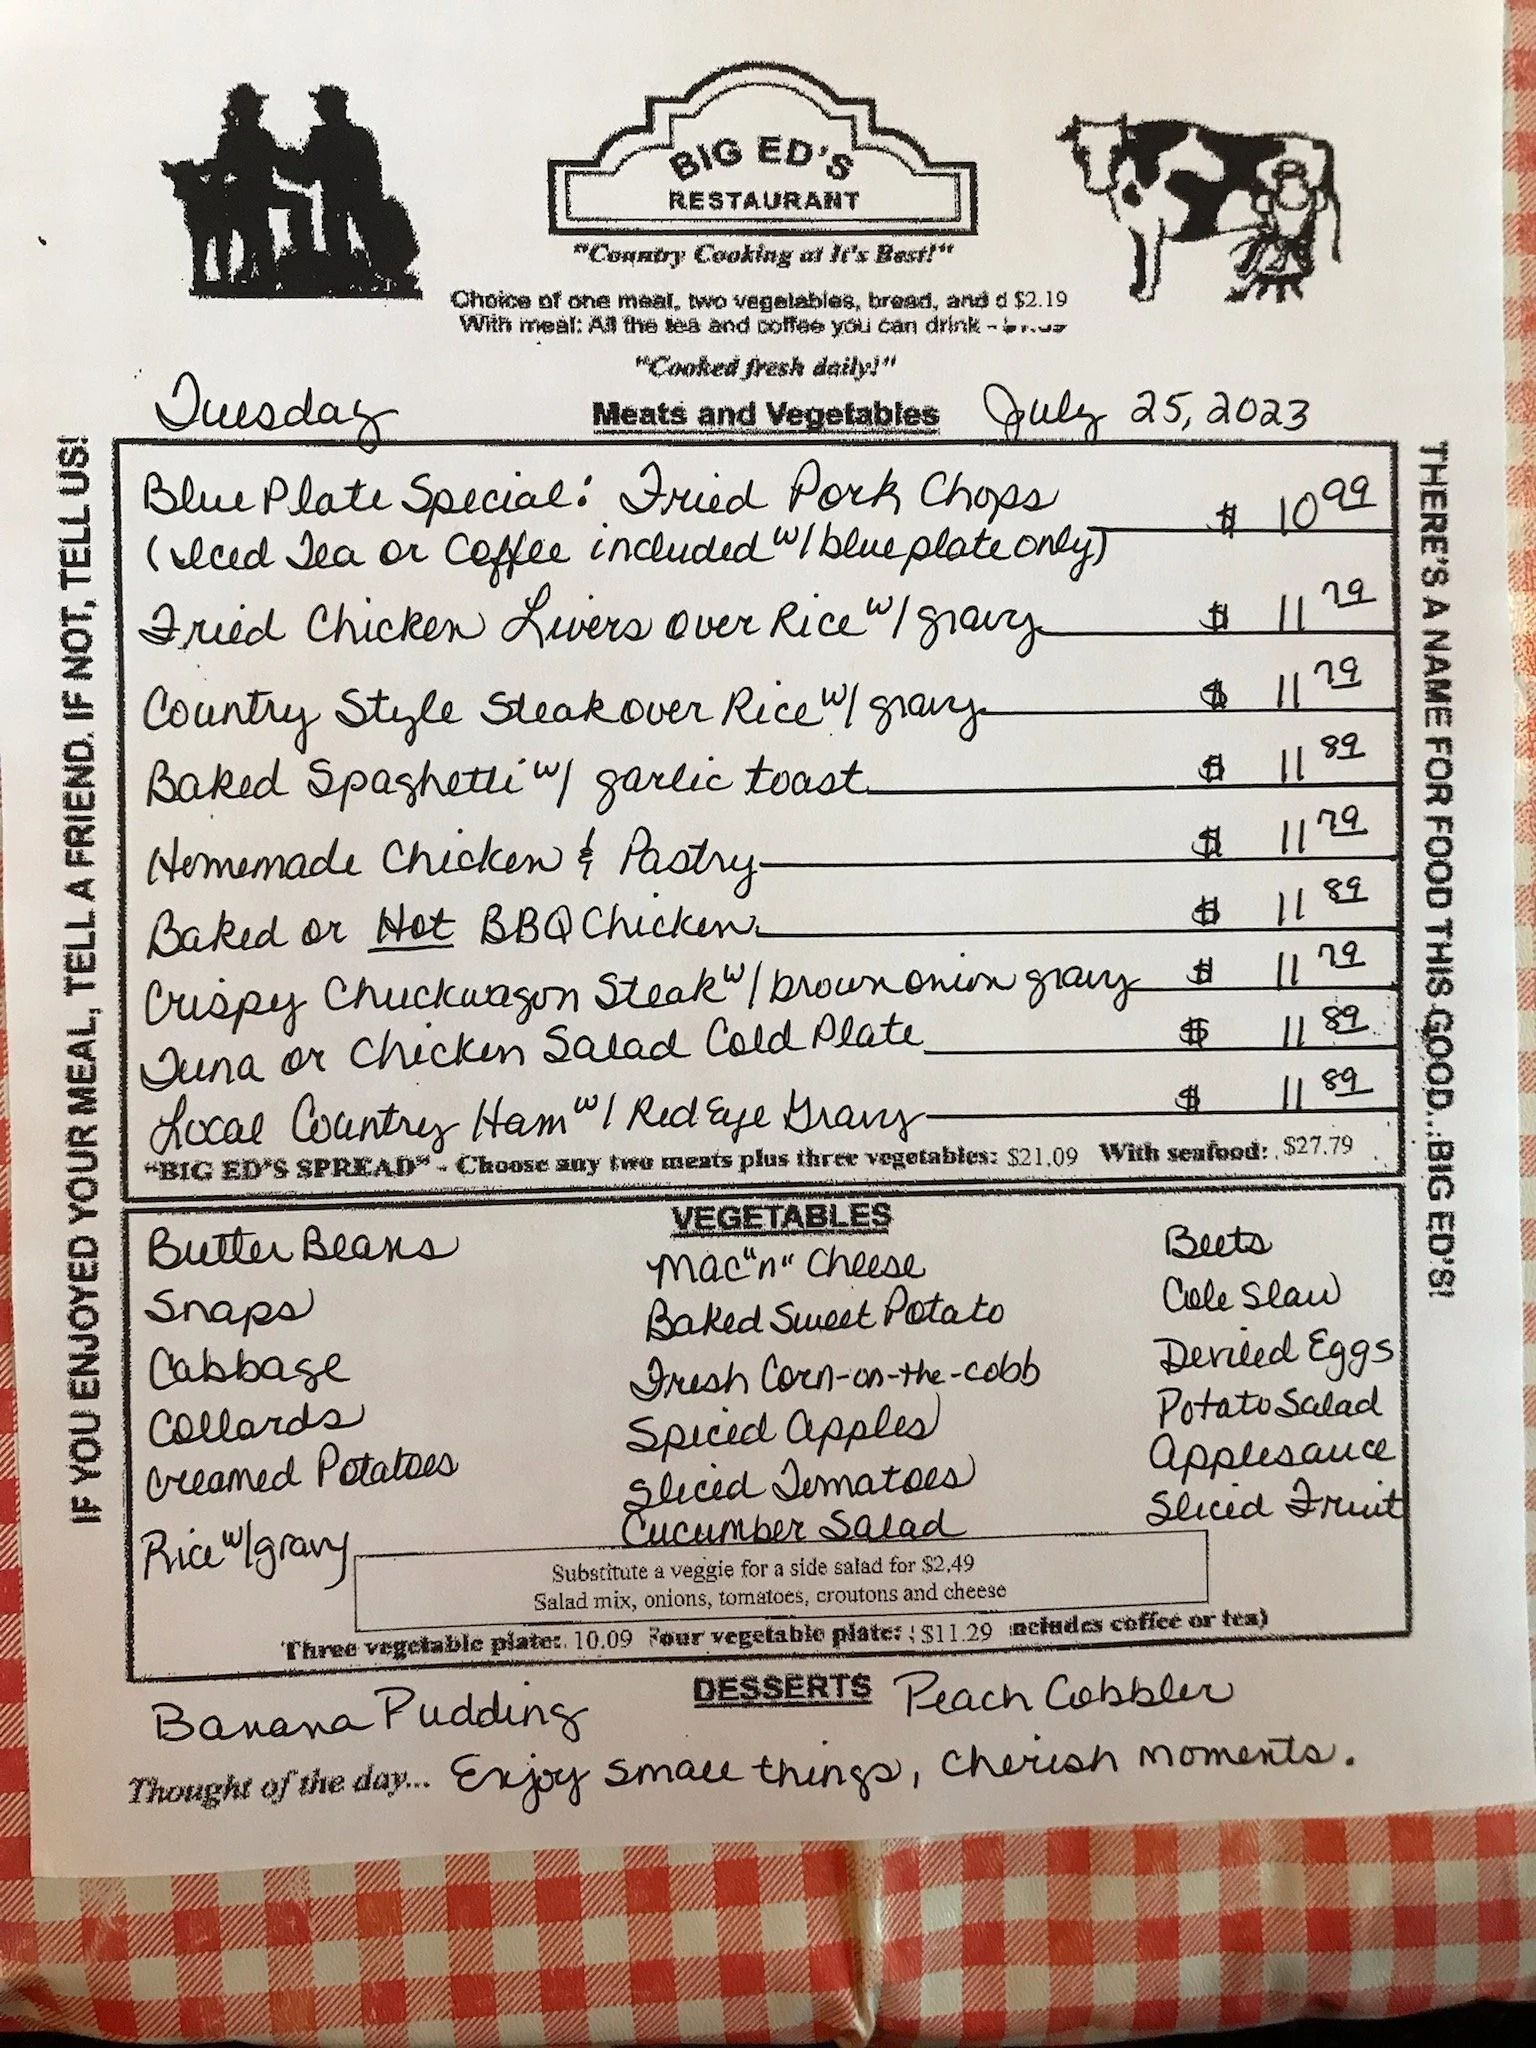 BIG ED'S
RESTAURANT
"Country Cooking at It's Best!"
Choice of one meat, two vegetables, bread, and d $2.19
With meal: All the tea and coffee you can drink -
"Cooked fresh daily!"
Tuesday Meats and Vegetables July 25, 2023
IF YOU ENJOYED YOUR MEAL, TELL A FRIEND. IF NOT, TELL US!
Blue Plate Special: Fried Pork Chops $ 10 99
(Iced Tea or Coffee included w/ blue plate only)
Fried Chicken Livers over Rice w/ gravy $ 11 79
Country Style Steak over Rice w/ gravy $ 11 79
Baked Spaghetti w/ garlic toast $ 11 89
Homemade Chicken & Pastry $ 11 79
Baked or Hot BBQ Chicken $ 11 89
Crispy Chuckwagon Steak w/ brown onion gravy $ 11 79
Tuna or Chicken Salad Cold Plate $ 11 89
Local Country Ham w/ Red Eye Gravy $ 11 89
"BIG ED'S SPREAD" - Choose any two meats plus three vegetables: $21.09 With seafood: $27.79
THERE'S A NAME FOR FOOD THIS GOOD...BIG ED'S!
VEGETABLES
Butter Beans
Snaps
Cabbage
Collards
Creamed Potatoes
Rice w/ gravy
Mac "n" Cheese
Baked Sweet Potato
Fresh Corn-on-the-cobb
Spiced Apples
Sliced Tomatoes
Cucumber Salad
Beets
Cole Slaw
Deviled Eggs
Potato Salad
Applesauce
Sliced Fruit
Substitute a veggie for a side salad for $2.49
Salad mix, onions, tomatoes, croutons and cheese
Three vegetable plate: 10.09 Four vegetable plate: $11.29 ncludes coffee or tea)
DESSERTS
Banana Pudding Peach Cobbler
Thought of the day... Enjoy small things, cherish moments.